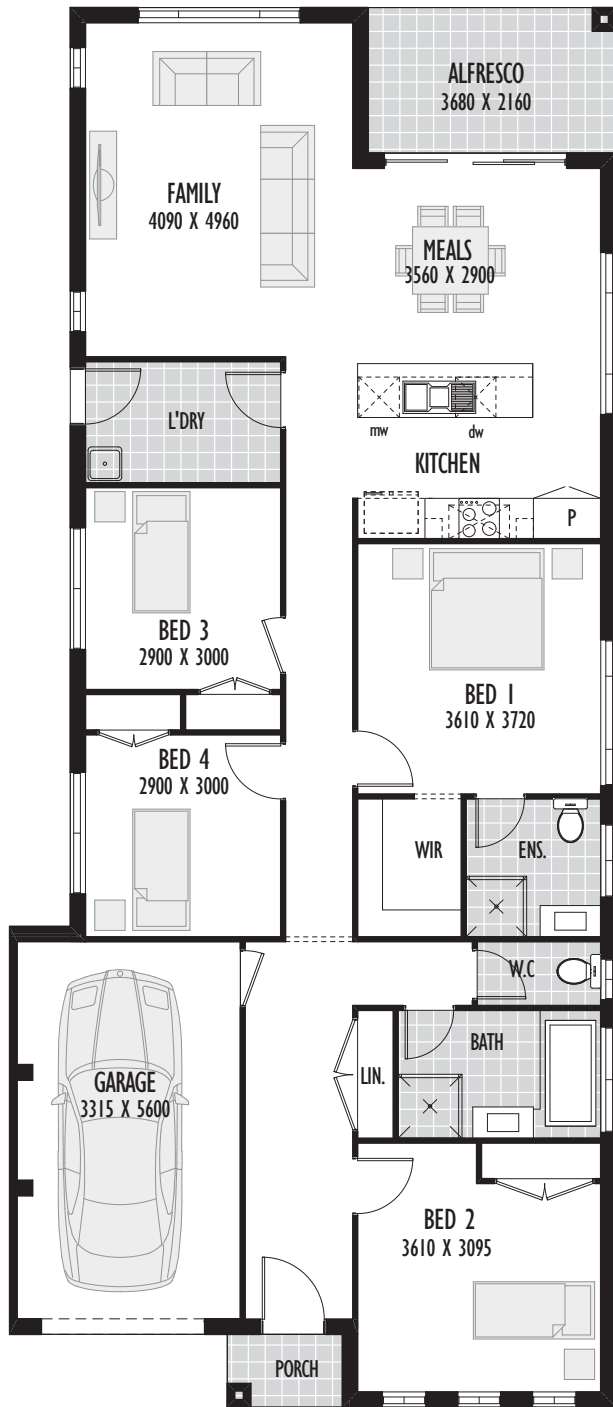 ALFRESCO
3680 X 2160
FAMILY
4090 X 4960
MEALS
3560 X 2900
L'DRY
mw
dw
KITCHEN
P
BED 3
2900 X 3000
BED 1
3610 X 3720
BED 4
2900 X 3000
WIR
ENS.
W.C
BATH
LIN.
GARAGE
3315 X 5600
BED 2
3610 X 3095
PORCH